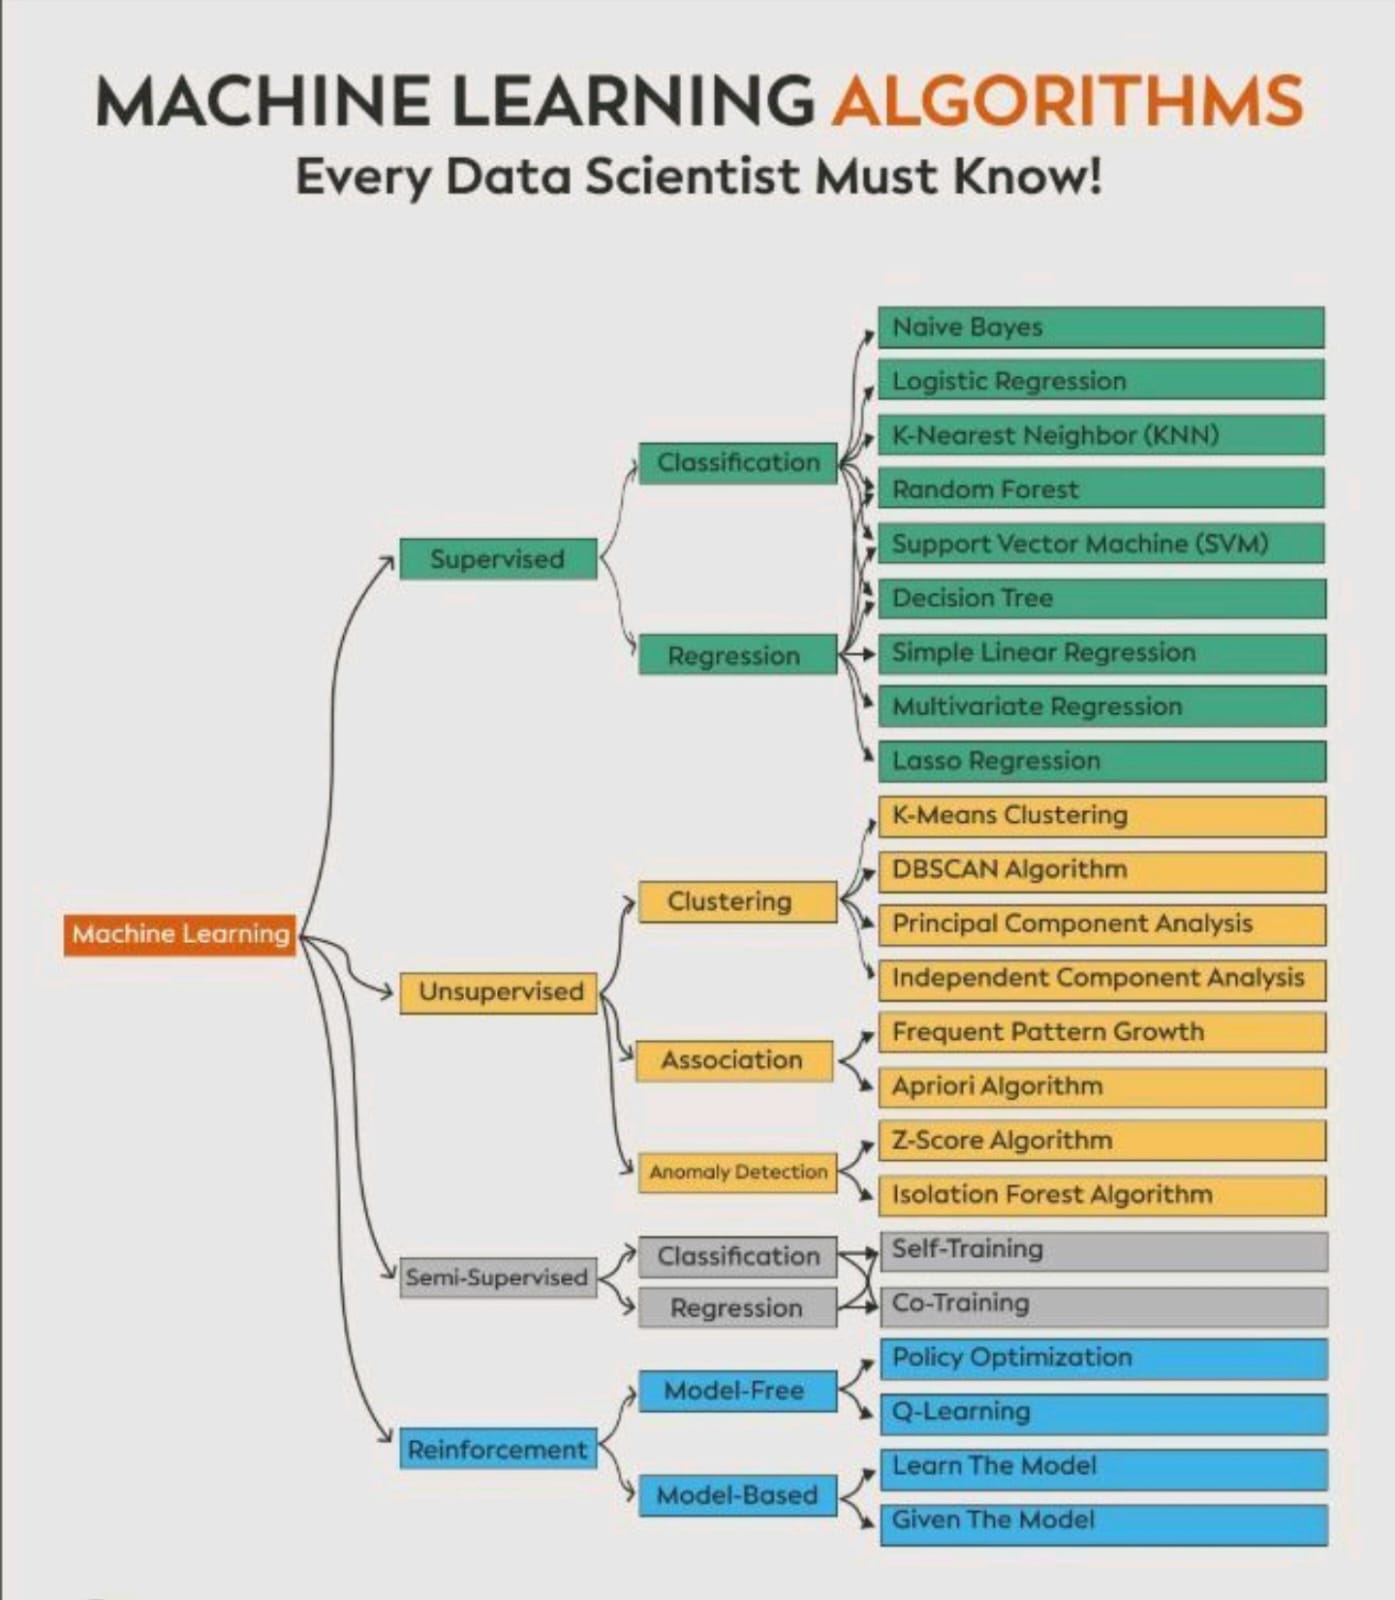 MACHINE LEARNING ALGORITHMS
Every Data Scientist Must Know!
Machine Learning
Supervised
Classification
Regression
Naive Bayes
Logistic Regression
K-Nearest Neighbor (KNN)
Random Forest
Support Vector Machine (SVM)
Decision Tree
Simple Linear Regression
Multivariate Regression
Lasso Regression
Unsupervised
Clustering
K-Means Clustering
DBSCAN Algorithm
Principal Component Analysis
Independent Component Analysis
Association
Frequent Pattern Growth
Apriori Algorithm
Anomaly Detection
Z-Score Algorithm
Isolation Forest Algorithm
Semi-Supervised
Classification
Regression
Self-Training
Co-Training
Reinforcement
Model-Free
Policy Optimization
Q-Learning
Model-Based
Learn The Model
Given The Model